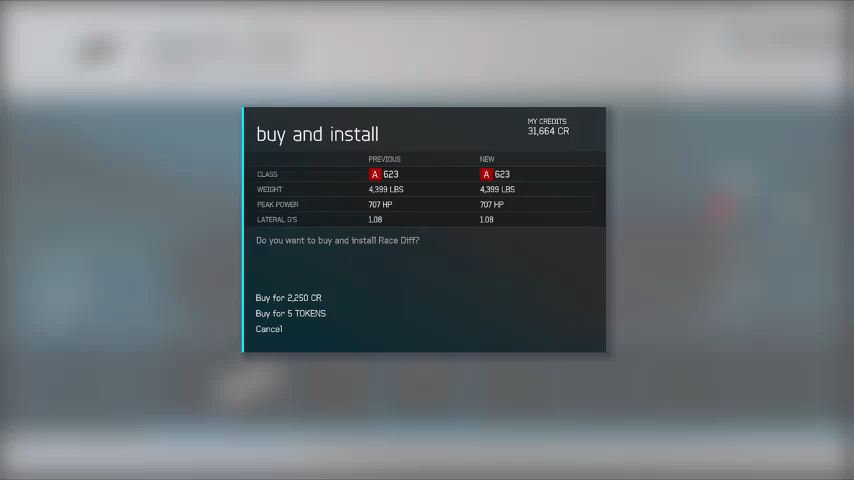 buy and install
MY CREDITS
31,664 CR
PREVIOUS NEW
CLASS A 623 A 623
WEIGHT 4,399 LBS 4,399 LBS
PEAK POWER 707 HP 707 HP
LATERAL G'S 1.08 1.08
Do you want to buy and install Race Diff?
Buy for 2,250 CR
Buy for 5 TOKENS
Cancel